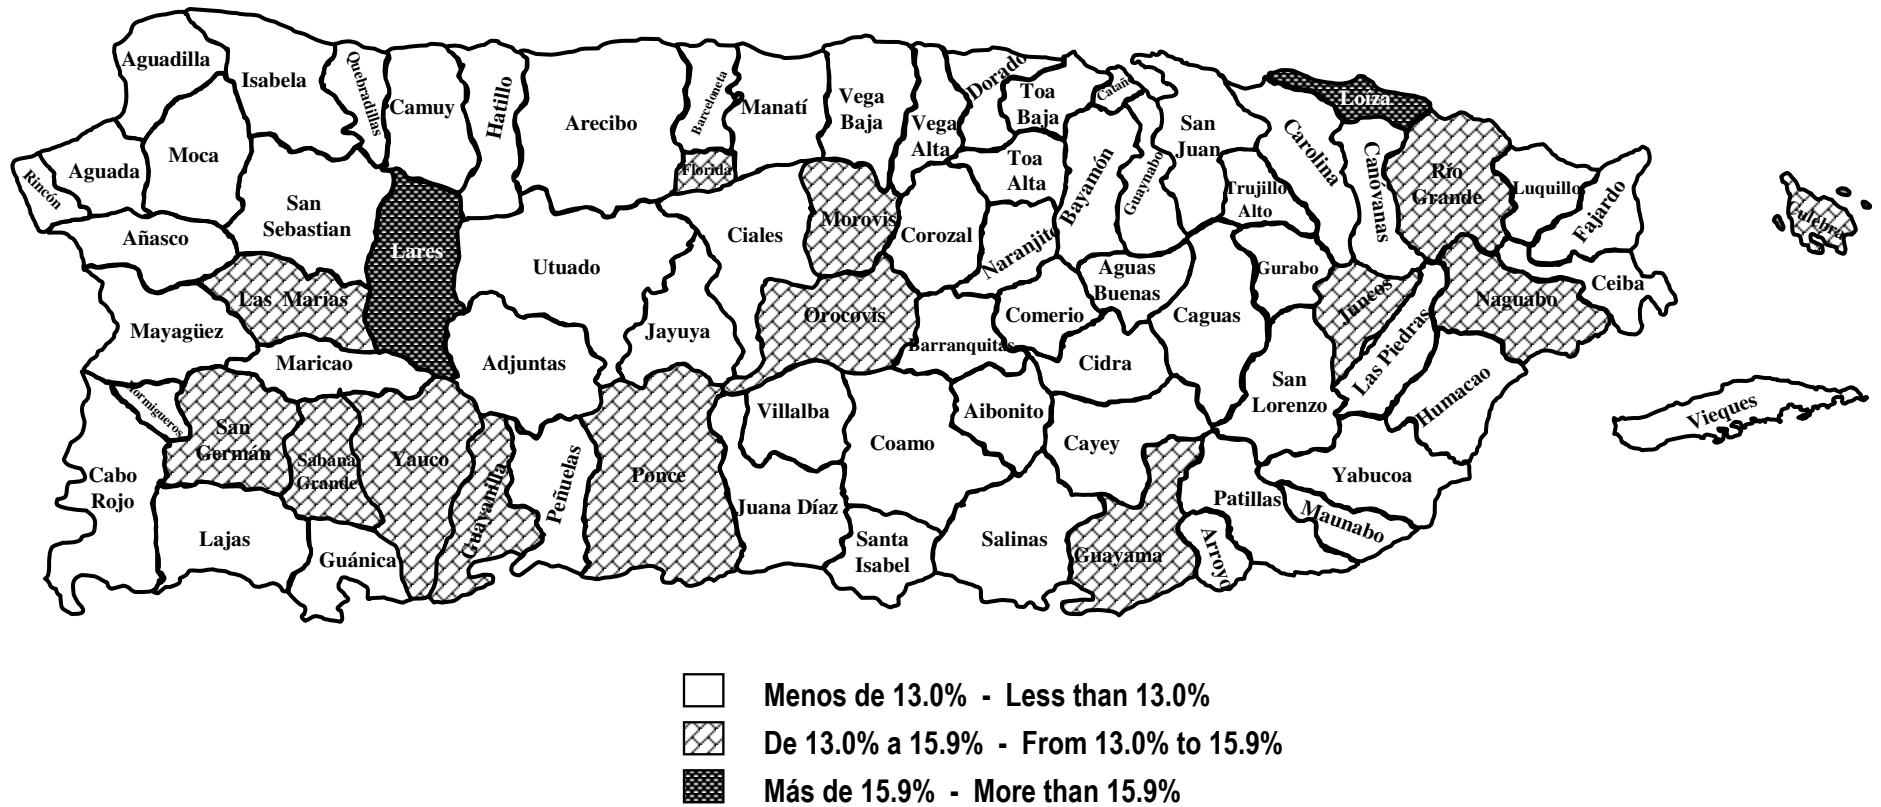 Aguadilla
Isabela
Quebradillas
Camuy
Hatillo
Arecibo
Barceloneta
Manatí
Vega
Baja
Vega
Alta
Dorado
Toa
Baja
Cataño
San
Juan
Loíza
Carolina
Canóvanas
Río
Grande
Luquillo
Fajardo
Culebra
Rincón
Aguada
Moca
San
Sebastian
Lares
Florida
Morovis
Corozal
Toa
Alta
Naranjito
Bayamón
Guaynabo
Trujillo
Alto
Añasco
Utuado
Ciales
Aguas
Buenas
Gurabo
Ceiba
Las Marías
Mayagüez
Maricao
Adjuntas
Jayuya
Orocovis
Barranquitas
Comerio
Cidra
Caguas
Juncos
Las Piedras
Naguabo
Humacao
San
Lorenzo
Vieques
Hormigueros
San
Germán
Sabana
Grande
Yauco
Guayanilla
Peñuelas
Ponce
Villalba
Coamo
Aibonito
Cayey
Yabucoa
Cabo
Rojo
Lajas
Guánica
Juana Díaz
Santa
Isabel
Salinas
Guayama
Patillas
Arroyo
Maunabo
Menos de 13.0% - Less than 13.0%
De 13.0% a 15.9% - From 13.0% to 15.9%
Más de 15.9% - More than 15.9%